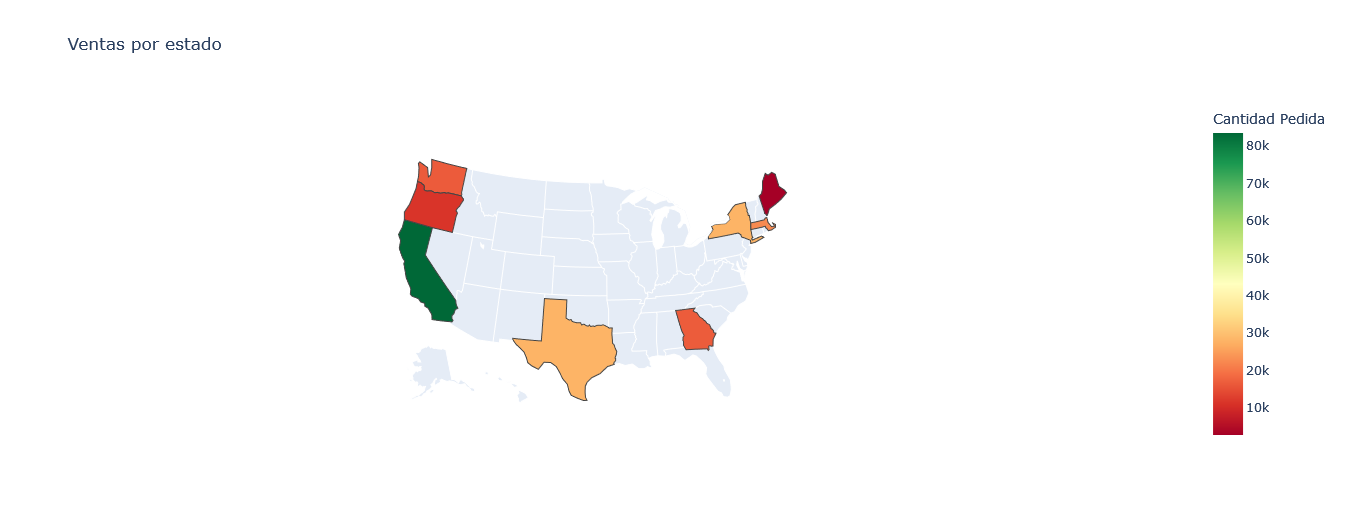 Ventas por estado
Cantidad Pedida
80k
70k
60k
50k
40k
30k
20k
10k